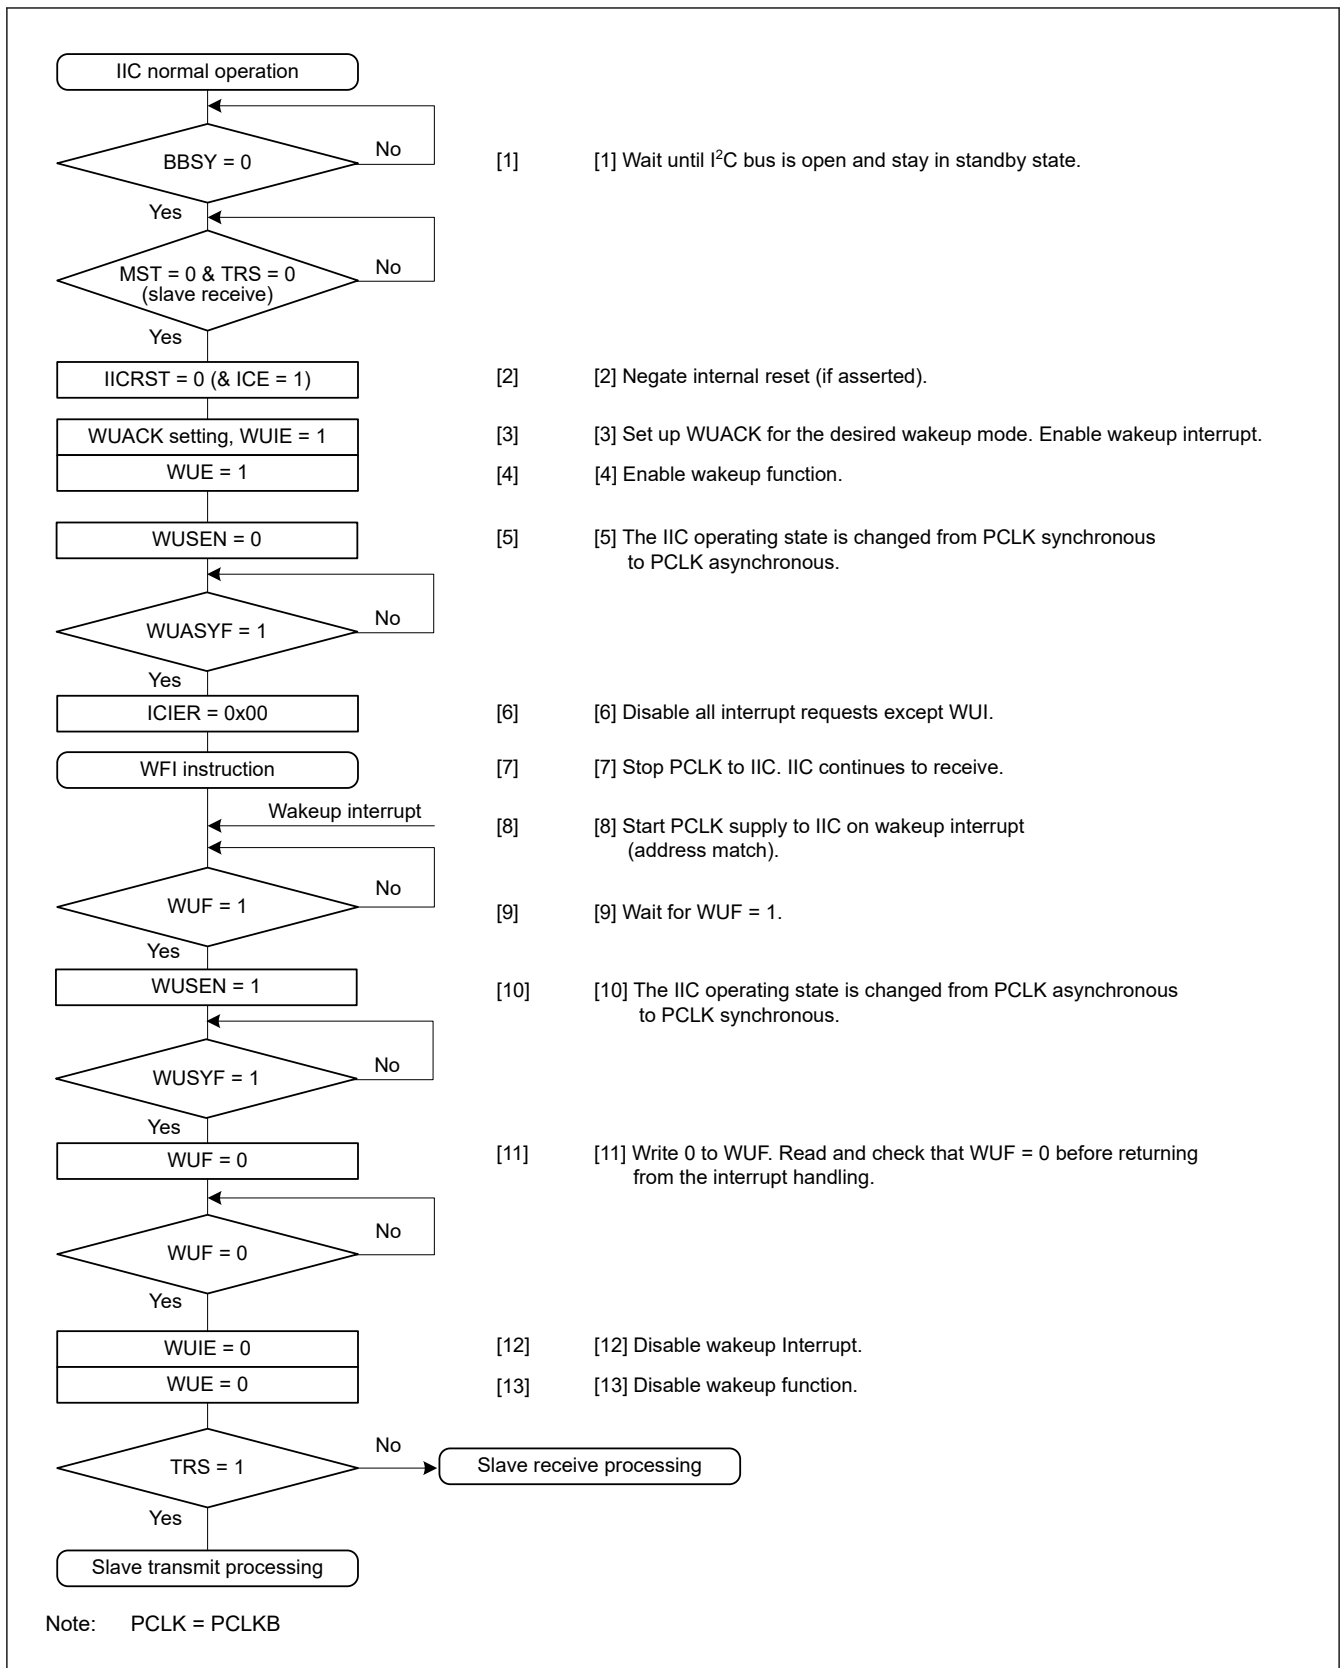 IIC normal operation
BBSY = 0
No
[1] [1] Wait until I²C bus is open and stay in standby state.
Yes
MST = 0 & TRS = 0
(slave receive)
No
Yes
IICRST = 0 (& ICE = 1)
[2] [2] Negate internal reset (if asserted).
WUACK setting, WUIE = 1
[3] [3] Set up WUACK for the desired wakeup mode. Enable wakeup interrupt.
WUE = 1
[4] [4] Enable wakeup function.
WUSEN = 0
[5] [5] The IIC operating state is changed from PCLK synchronous
to PCLK asynchronous.
WUASYF = 1
No
Yes
ICIER = 0x00
[6] [6] Disable all interrupt requests except WUI.
WFI instruction
[7] [7] Stop PCLK to IIC. IIC continues to receive.
Wakeup interrupt
[8] [8] Start PCLK supply to IIC on wakeup interrupt
(address match).
WUF = 1
No
[9] [9] Wait for WUF = 1.
Yes
WUSEN = 1
[10] [10] The IIC operating state is changed from PCLK asynchronous
to PCLK synchronous.
WUSYF = 1
No
Yes
WUF = 0
[11] [11] Write 0 to WUF. Read and check that WUF = 0 before returning
from the interrupt handling.
WUF = 0
No
Yes
WUIE = 0
[12] [12] Disable wakeup Interrupt.
WUE = 0
[13] [13] Disable wakeup function.
TRS = 1
No
Slave receive processing
Yes
Slave transmit processing
Note: PCLK = PCLKB